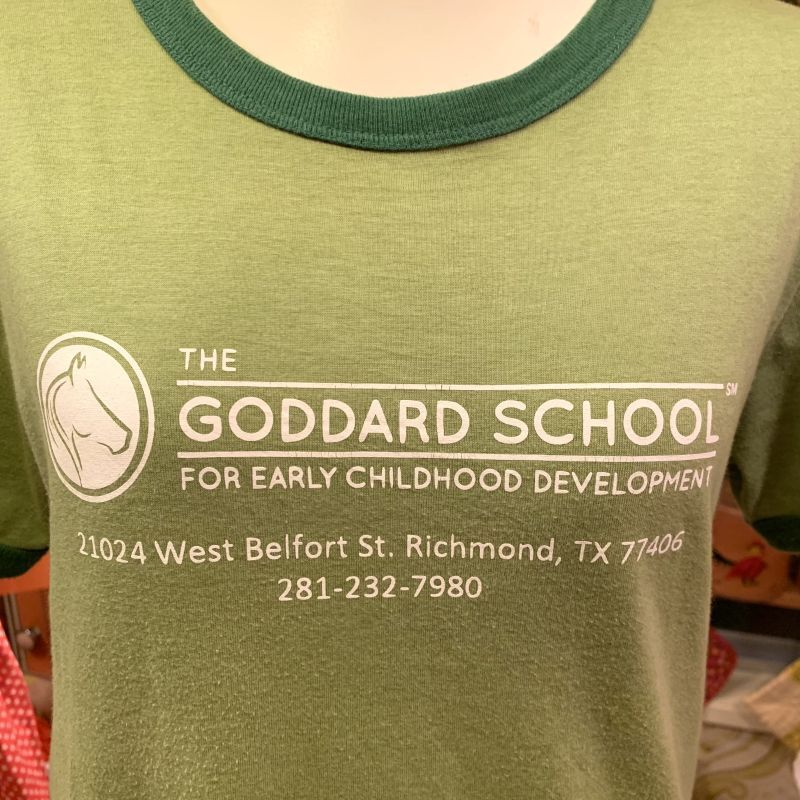 THE
GODDARD SCHOOL SM
FOR EARLY CHILDHOOD DEVELOPMENT
21024 West Belfort St. Richmond, TX 77406
281-232-7980